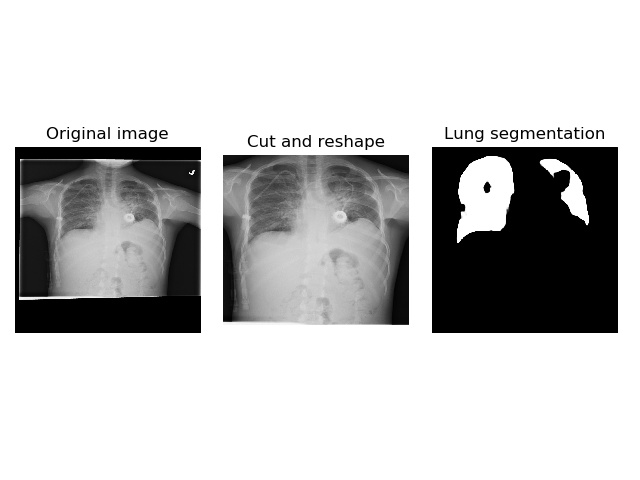 Original image
Cut and reshape
Lung segmentation